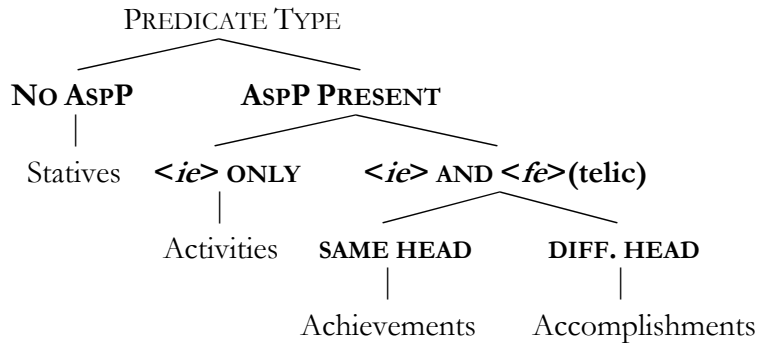 PREDICATE TYPE
NO ASPP ASPP PRESENT
Statives <ie> ONLY <ie> AND <fe>(telic)
Activities SAME HEAD DIFF. HEAD
Achievements Accomplishments